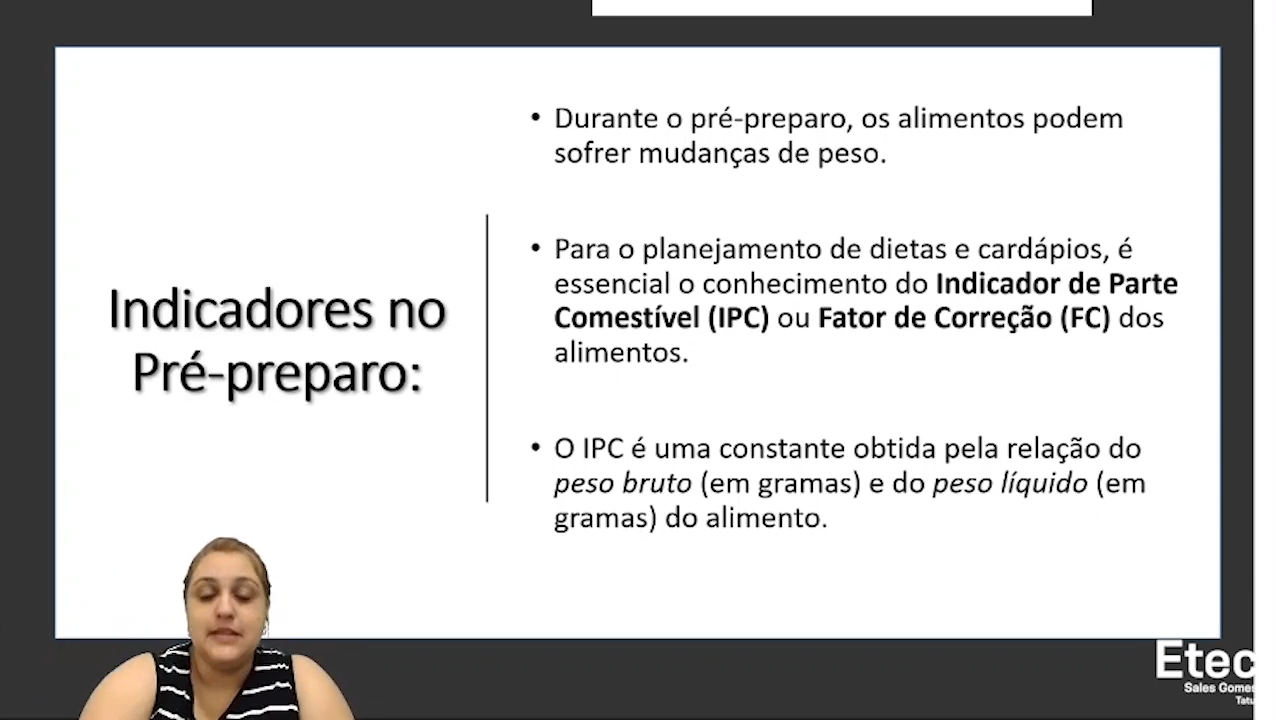 Indicadores no
Pré-preparo:
• Durante o pré-preparo, os alimentos podem
sofrer mudanças de peso.
• Para o planejamento de dietas e cardápios, é
essencial o conhecimento do Indicador de Parte
Comestível (IPC) ou Fator de Correção (FC) dos
alimentos.
• O IPC é uma constante obtida pela relação do
peso bruto (em gramas) e do peso líquido (em
gramas) do alimento.
Etec
Sales